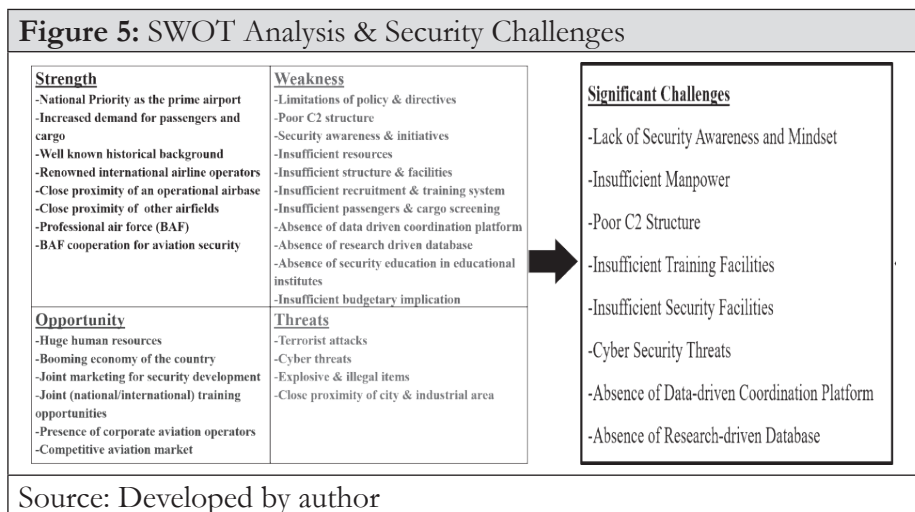 Figure 5: SWOT Analysis & Security Challenges
Strength
-National Priority as the prime airport
-Increased demand for passengers and
cargo
-Well known historical background
-Renowned international airline operators
-Close proximity of an operational airbase
-Close proximity of other airfields
-Professional air force (BAF)
-BAF cooperation for aviation security
Weakness
-Limitations of policy & directives
-Poor C2 structure
-Security awareness & initiatives
-Insufficient resources
-Insufficient structure & facilities
-Insufficient recruitment & training system
-Insufficient passengers & cargo screening
-Absence of data driven coordination platform
-Absence of research driven database
-Absence of security education in educational
institutes
-Insufficient budgetary implication
Opportunity
-Huge human resources
-Booming economy of the country
-Joint marketing for security development
-Joint (national/international) training
opportunities
-Presence of corporate aviation operators
-Competitive aviation market
Threats
-Terrorist attacks
-Cyber threats
-Explosive & illegal items
-Close proximity of city & industrial area
Significant Challenges
-Lack of Security Awareness and Mindset
-Insufficient Manpower
-Poor C2 Structure
-Insufficient Training Facilities
-Insufficient Security Facilities
-Cyber Security Threats
-Absence of Data-driven Coordination Platform
-Absence of Research-driven Database
Source: Developed by author